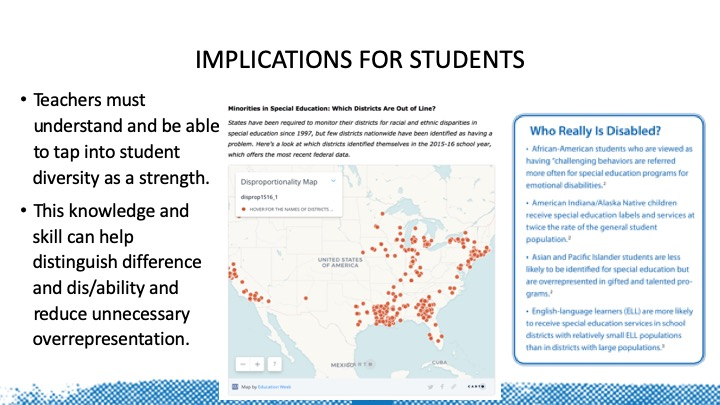 IMPLICATIONS FOR STUDENTS
• Teachers must
understand and be able
to tap into student
diversity as a strength.
• This knowledge and
skill can help
distinguish difference
and dis/ability and
reduce unnecessary
overrepresentation.
Minorities in Special Education: Which Districts Are Out of Line?
States have been required to monitor their districts for racial and ethnic disparities in
special education since 1997, but few districts nationwide have been identified as having a
problem. Here's a look at which districts identified themselves in the 2015-16 school year,
which offers the most recent federal data.
Disproportionality Map
disprop1516_1
HOVER FOR THE NAMES OF DISTRICTS ...
UNITED STATES
OF AMERICA
MEXICO
CUBA
− + ?
Map by Education Week
CARTO
Who Really Is Disabled?
• African-American students who are viewed as
having "challenging behaviors are referred
more often for special education programs for
emotional disabilities.²
• American Indian/Alaska Native children
receive special education labels and services at
twice the rate of the general student
population.²
• Asian and Pacific Islander students are less
likely to be identified for special education but
are overrepresented in gifted and talented pro-
grams.²
• English-language learners (ELL) are more likely
to receive special education services in school
districts with relatively small ELL populations
than in districts with large populations.³